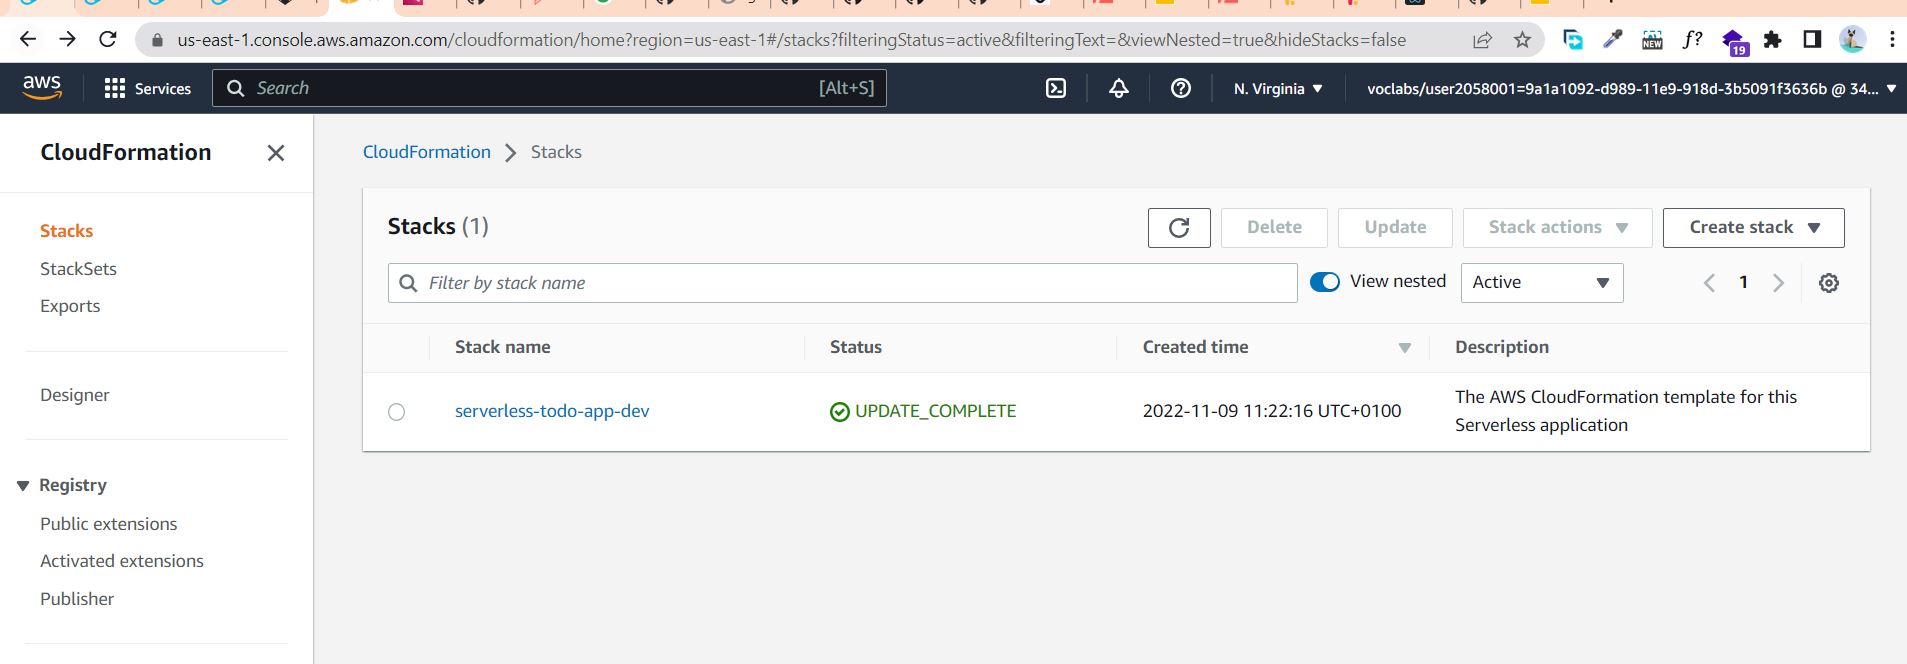 us-east-1.console.aws.amazon.com/cloudformation/home?region=us-east-1#/stacks?filteringStatus=active&filteringText=&viewNested=true&hideStacks=false
NEW
f?
19
aws
Services
Search
[Alt+S]
N. Virginia
voclabs/user2058001=9a1a1092-d989-11e9-918d-3b5091f3636b @ 34...
CloudFormation
Stacks
StackSets
Exports
Designer
Registry
Public extensions
Activated extensions
Publisher
CloudFormation > Stacks
Stacks (1)
Delete
Update
Stack actions
Create stack
Filter by stack name
View nested
Active
1
Stack name
Status
Created time
Description
serverless-todo-app-dev
UPDATE_COMPLETE
2022-11-09 11:22:16 UTC+0100
The AWS CloudFormation template for this
Serverless application